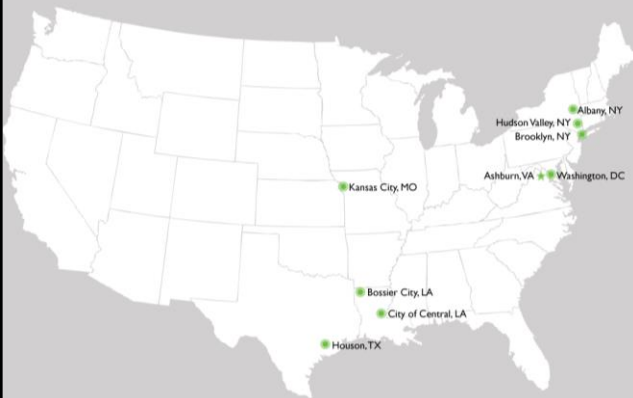 Albany, NY
Hudson Valley, NY
Brooklyn, NY
Ashburn, VA
Washington, DC
Kansas City, MO
Bossier City, LA
City of Central, LA
Houson, TX